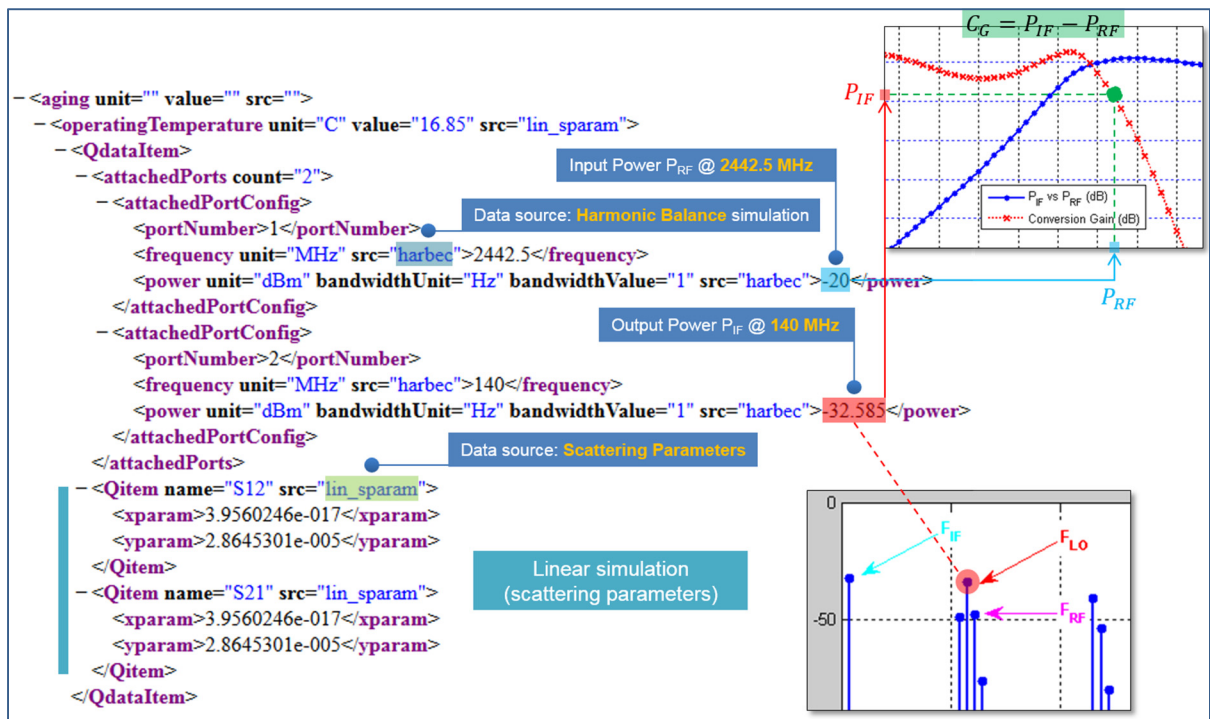 C_G = P_IF − P_RF
− <aging unit="" value="" src="">
− <operatingTemperature unit="C" value="16.85" src="lin_sparam">
− <QdataItem>
− <attachedPorts count="2">
− <attachedPortConfig>
<portNumber>1</portNumber>
<frequency unit="MHz" src="harbec">2442.5</frequency>
<power unit="dBm" bandwidthUnit="Hz" bandwidthValue="1" src="harbec">-20</power>
</attachedPortConfig>
− <attachedPortConfig>
<portNumber>2</portNumber>
<frequency unit="MHz" src="harbec">140</frequency>
<power unit="dBm" bandwidthUnit="Hz" bandwidthValue="1" src="harbec">-32.585</power>
</attachedPortConfig>
</attachedPorts>
− <Qitem name="S12" src="lin_sparam">
<xparam>3.9560246e-017</xparam>
<yparam>2.8645301e-005</yparam>
</Qitem>
− <Qitem name="S21" src="lin_sparam">
<xparam>3.9560246e-017</xparam>
<yparam>2.8645301e-005</yparam>
</Qitem>
</QdataItem>
Input Power P_RF @ 2442.5 MHz
Data source: Harmonic Balance simulation
Output Power P_IF @ 140 MHz
Data source: Scattering Parameters
Linear simulation
(scattering parameters)
P_IF
P_IF vs P_RF (dB)
Conversion Gain (dB)
P_RF
0
F_IF
F_LO
-50
F_RF